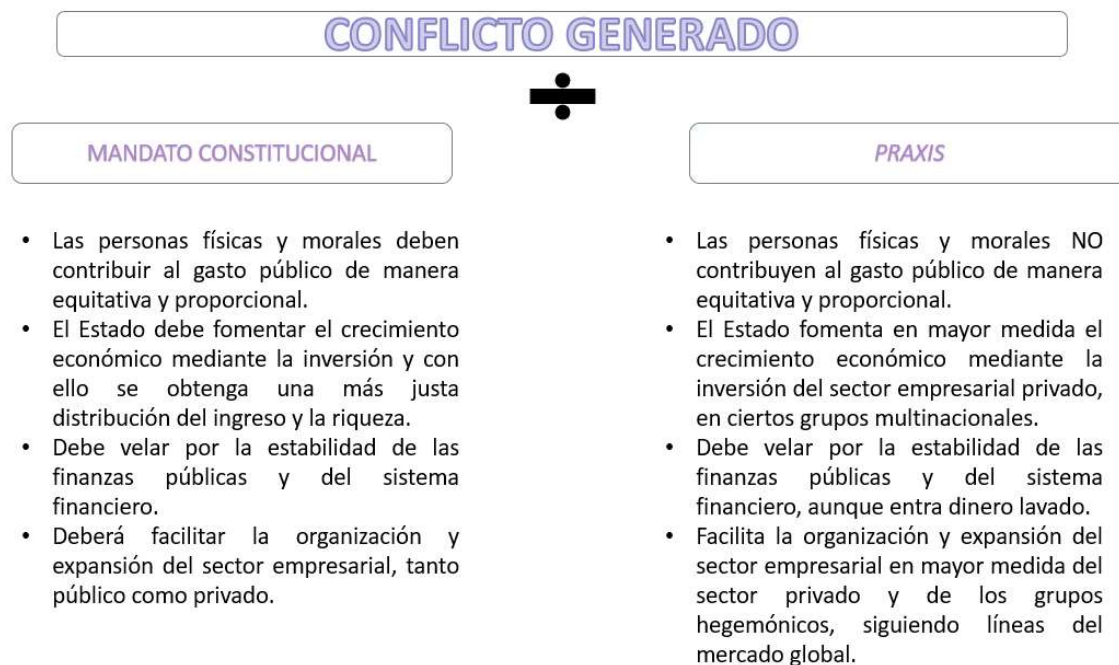 CONFLICTO GENERADO
MANDATO CONSTITUCIONAL
• Las personas físicas y morales deben
contribuir al gasto público de manera
equitativa y proporcional.
• El Estado debe fomentar el crecimiento
económico mediante la inversión y con
ello se obtenga una más justa
distribución del ingreso y la riqueza.
• Debe velar por la estabilidad de las
finanzas públicas y del sistema
financiero.
• Deberá facilitar la organización y
expansión del sector empresarial, tanto
público como privado.
PRAXIS
• Las personas físicas y morales NO
contribuyen al gasto público de manera
equitativa y proporcional.
• El Estado fomenta en mayor medida el
crecimiento económico mediante la
inversión del sector empresarial privado,
en ciertos grupos multinacionales.
• Debe velar por la estabilidad de las
finanzas públicas y del sistema
financiero, aunque entra dinero lavado.
• Facilita la organización y expansión del
sector empresarial en mayor medida del
sector privado y de los grupos
hegemónicos, siguiendo líneas del
mercado global.